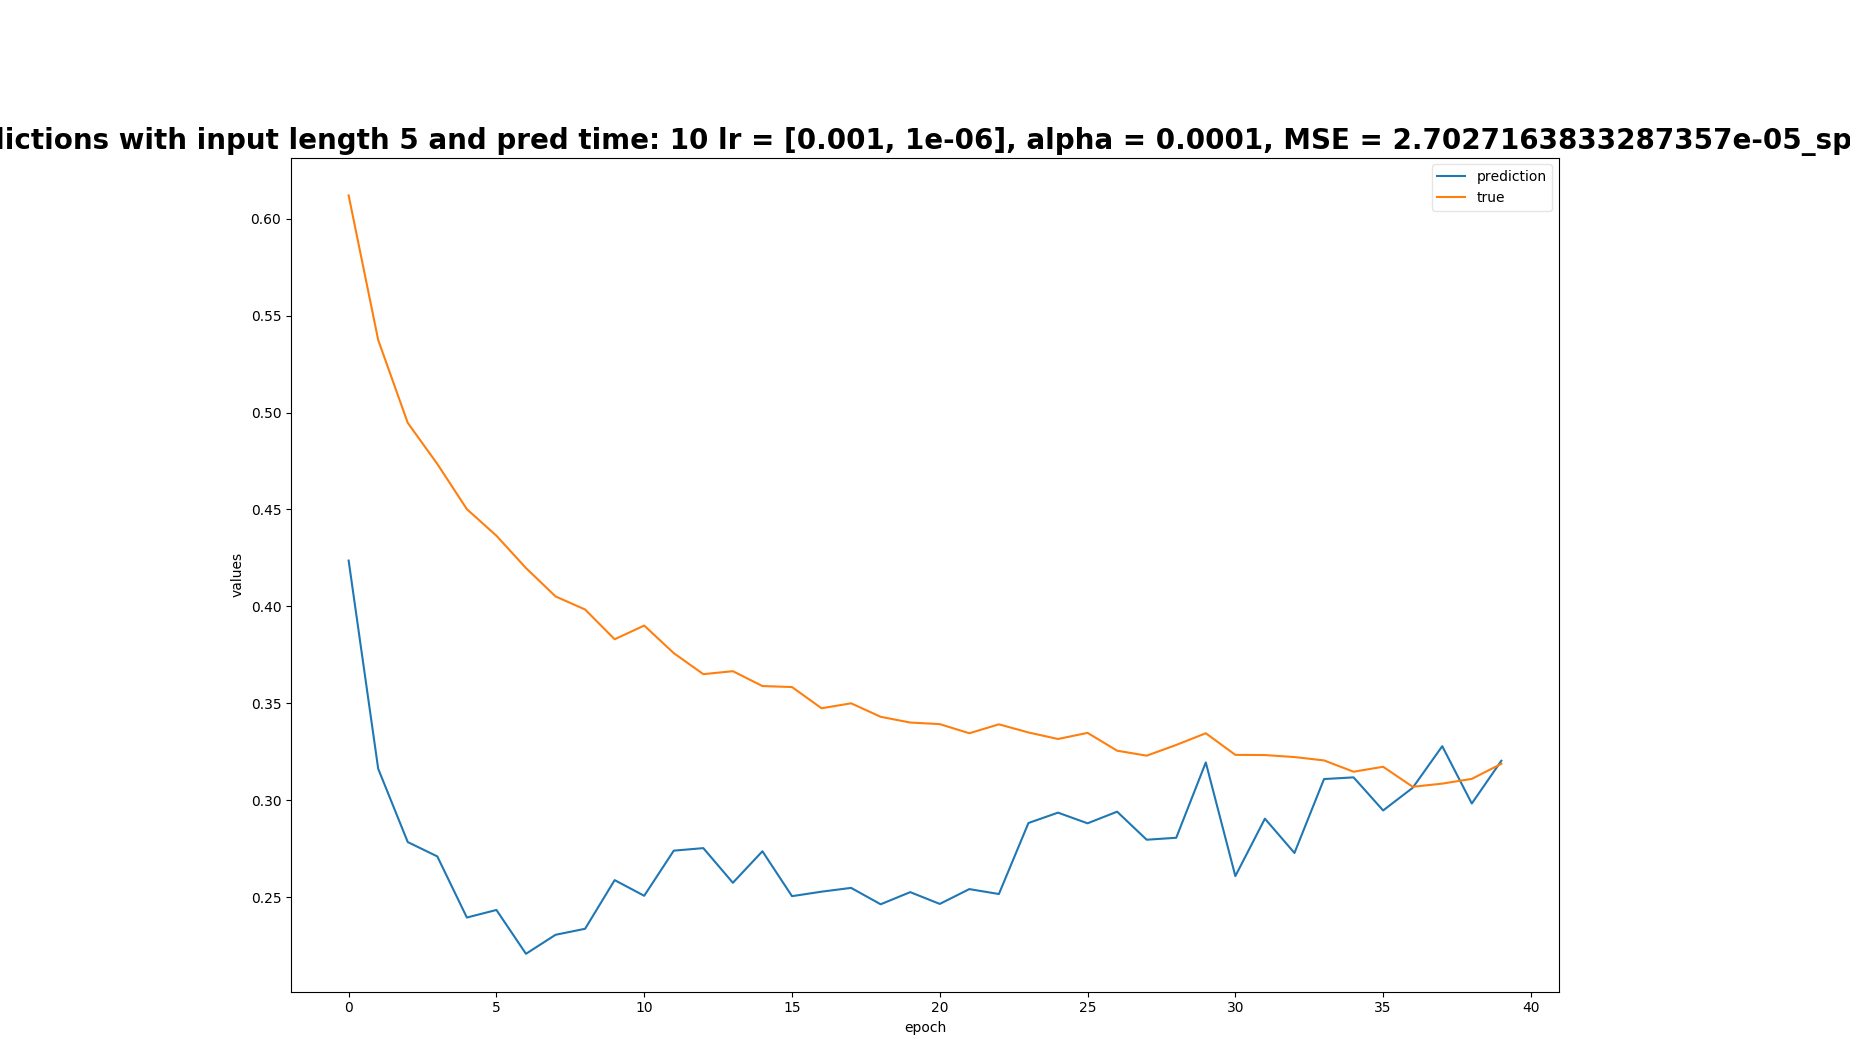 dictions with input length 5 and pred time: 10 lr = [0.001, 1e-06], alpha = 0.0001, MSE = 2.7027163833287357e-05_sp
prediction
true
0.60
0.55
0.50
0.45
0.40
0.35
0.30
0.25
values
0 5 10 15 20 25 30 35 40
epoch